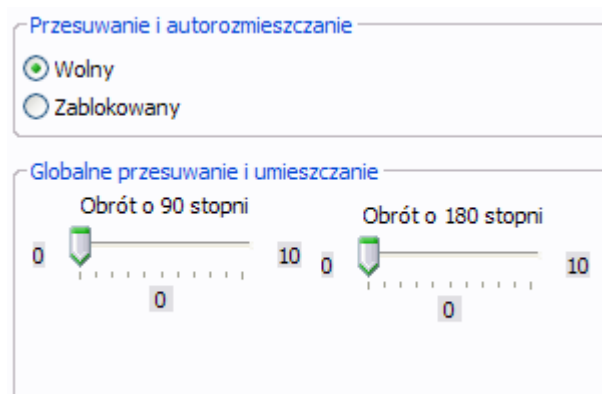 Przesuwanie i autorozmieszczanie
Wolny
Zablokowany
Globalne przesuwanie i umieszczanie
Obrót o 90 stopni
0 10
0
Obrót o 180 stopni
0 10
0